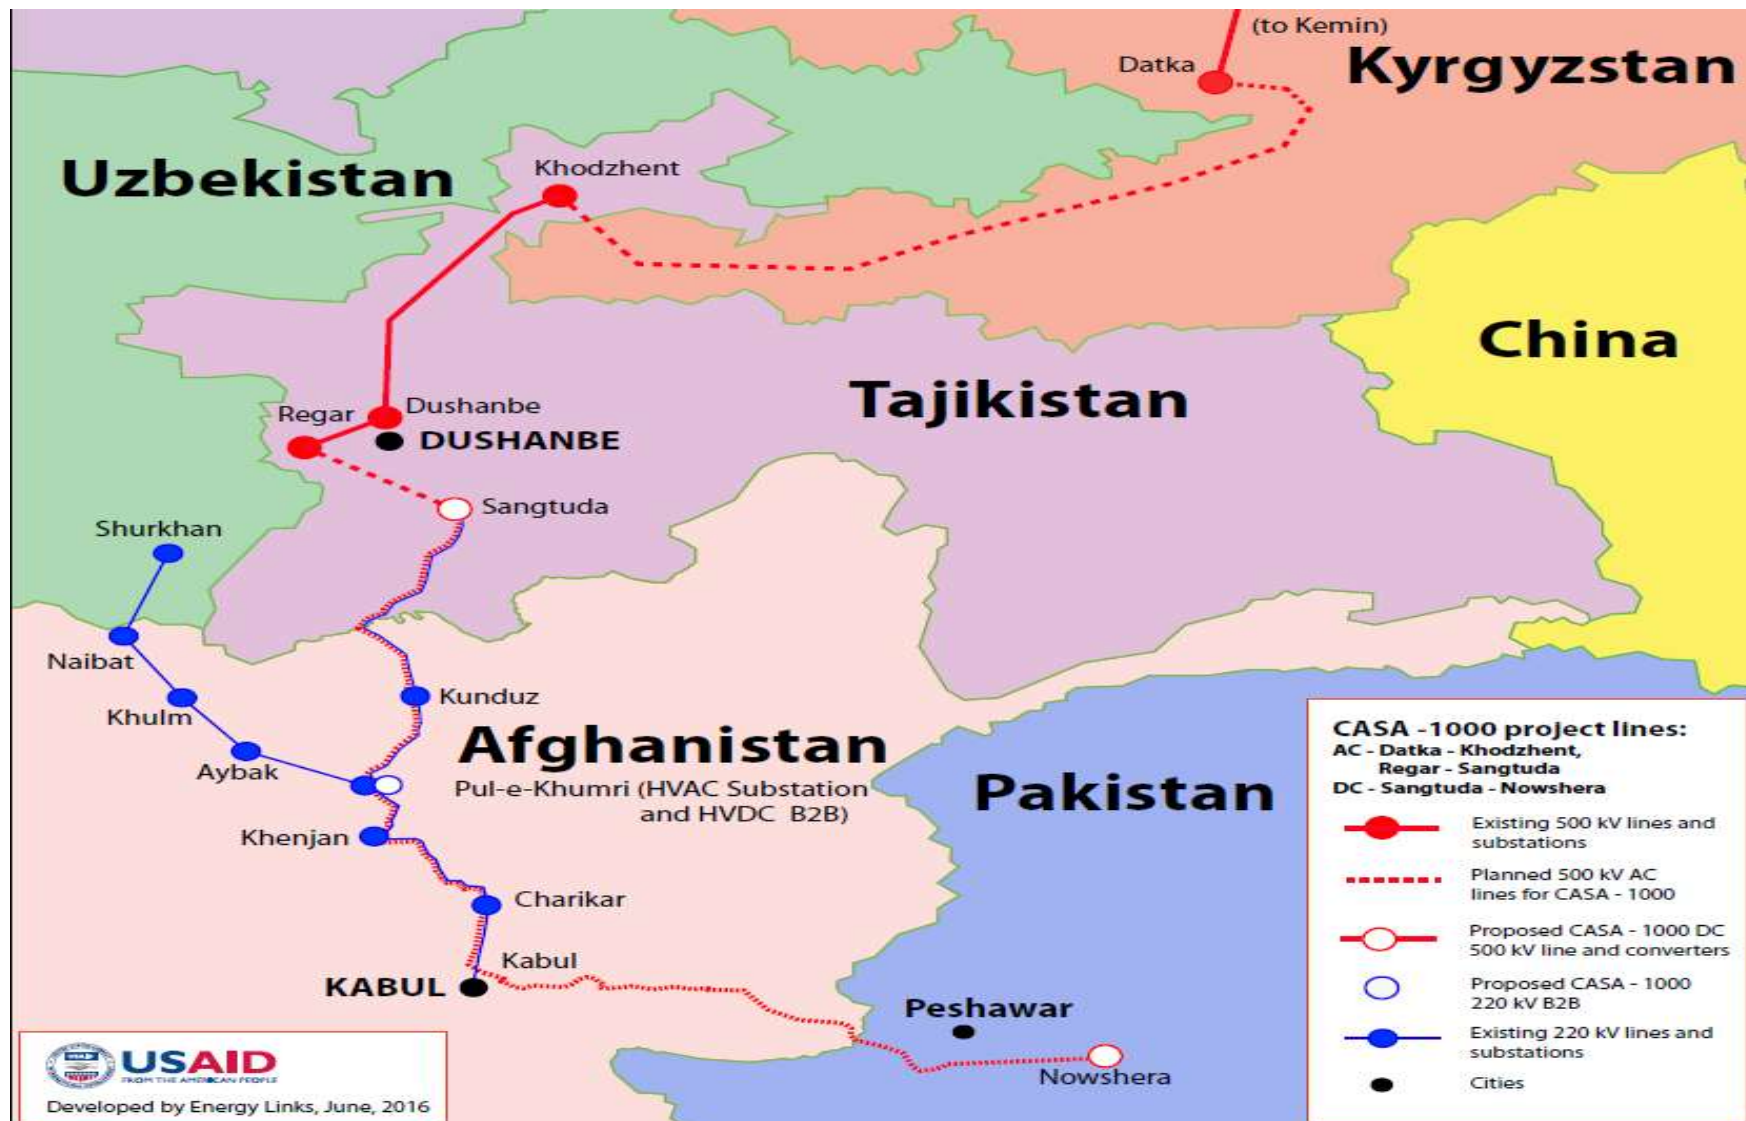 (to Kemin)
Datka
Kyrgyzstan
Khodzhent
Uzbekistan
China
Tajikistan
Regar
Dushanbe
DUSHANBE
Sangtuda
Shurkhan
Naibat
Khulm
Kunduz
Aybak
Afghanistan
Pul-e-Khumri (HVAC Substation
and HVDC B2B)
Pakistan
Khenjan
Charikar
Kabul
KABUL
Peshawar
Nowshera
CASA -1000 project lines:
AC - Datka - Khodzhent,
Regar - Sangtuda
DC - Sangtuda - Nowshera
Existing 500 kV lines and
substations
Planned 500 kV AC
lines for CASA - 1000
Proposed CASA - 1000 DC
500 kV line and converters
Proposed CASA - 1000
220 kV B2B
Existing 220 kV lines and
substations
Cities
USAID
FROM THE AMERICAN PEOPLE
Developed by Energy Links, June, 2016